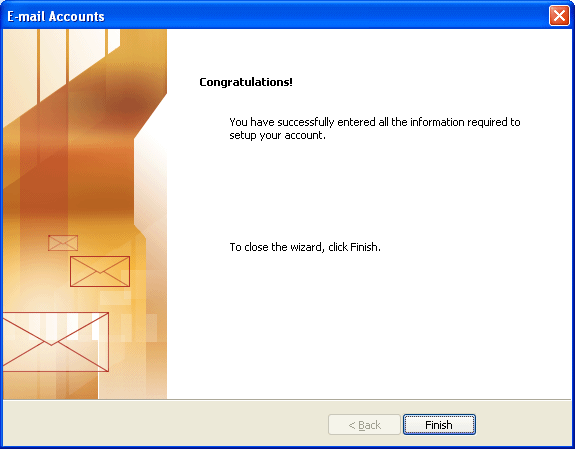 E-mail Accounts
Congratulations!
You have successfully entered all the information required to
setup your account.
To close the wizard, click Finish.
< Back
Finish